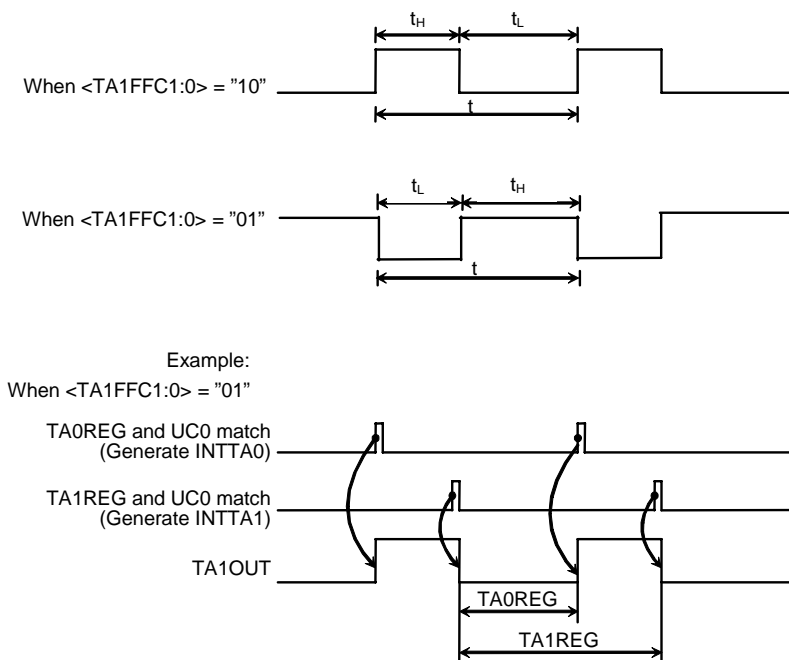 tH tL
When <TA1FFC1:0> = ”10”
t
tL tH
When <TA1FFC1:0> = ”01”
t
Example:
When <TA1FFC1:0> = ”01”
TA0REG and UC0 match
(Generate INTTA0)
TA1REG and UC0 match
(Generate INTTA1)
TA1OUT
TA0REG
TA1REG